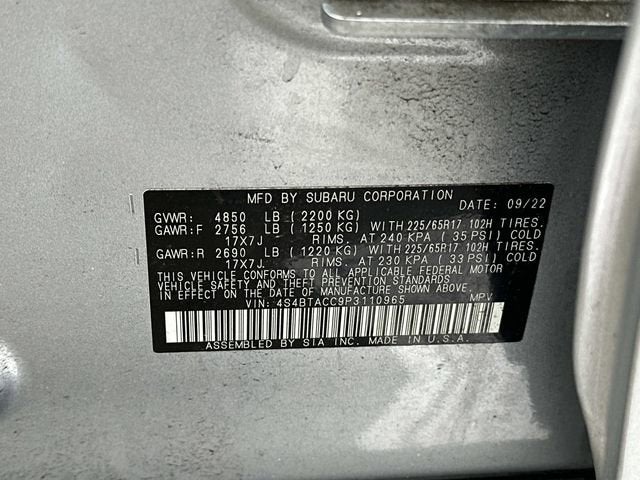 MFD BY SUBARU CORPORATION
DATE: 09/22
GVWR: 4850 LB (2200 KG)
GAWR:F 2756 LB (1250 KG) WITH 225/65R17 102H TIRES.
17X7J RIMS. AT 240 KPA (35 PSI) COLD
GAWR:R 2690 LB (1220 KG) WITH 225/65R17 102H TIRES.
17X7J RIMS. AT 230 KPA (33 PSI) COLD
THIS VEHICLE CONFORMS TO ALL APPLICABLE FEDERAL MOTOR
VEHICLE SAFETY AND THEFT PREVENTION STANDARDS IN EFFECT
ON THE DATE OF MANUFACTURE SHOWN ABOVE.
VIN: 4S4BTACC9P3110965 MPV
ASSEMBLED BY SIA INC. MADE IN U.S.A.